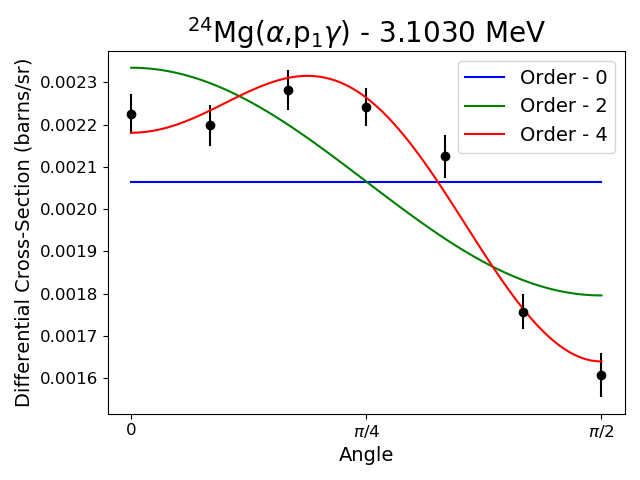 ²⁴Mg(α,p₁γ) - 3.1030 MeV
Differential Cross-Section (barns/sr)
0.0023
0.0022
0.0021
0.0020
0.0019
0.0018
0.0017
0.0016
Order - 0
Order - 2
Order - 4
0
π/4
π/2
Angle